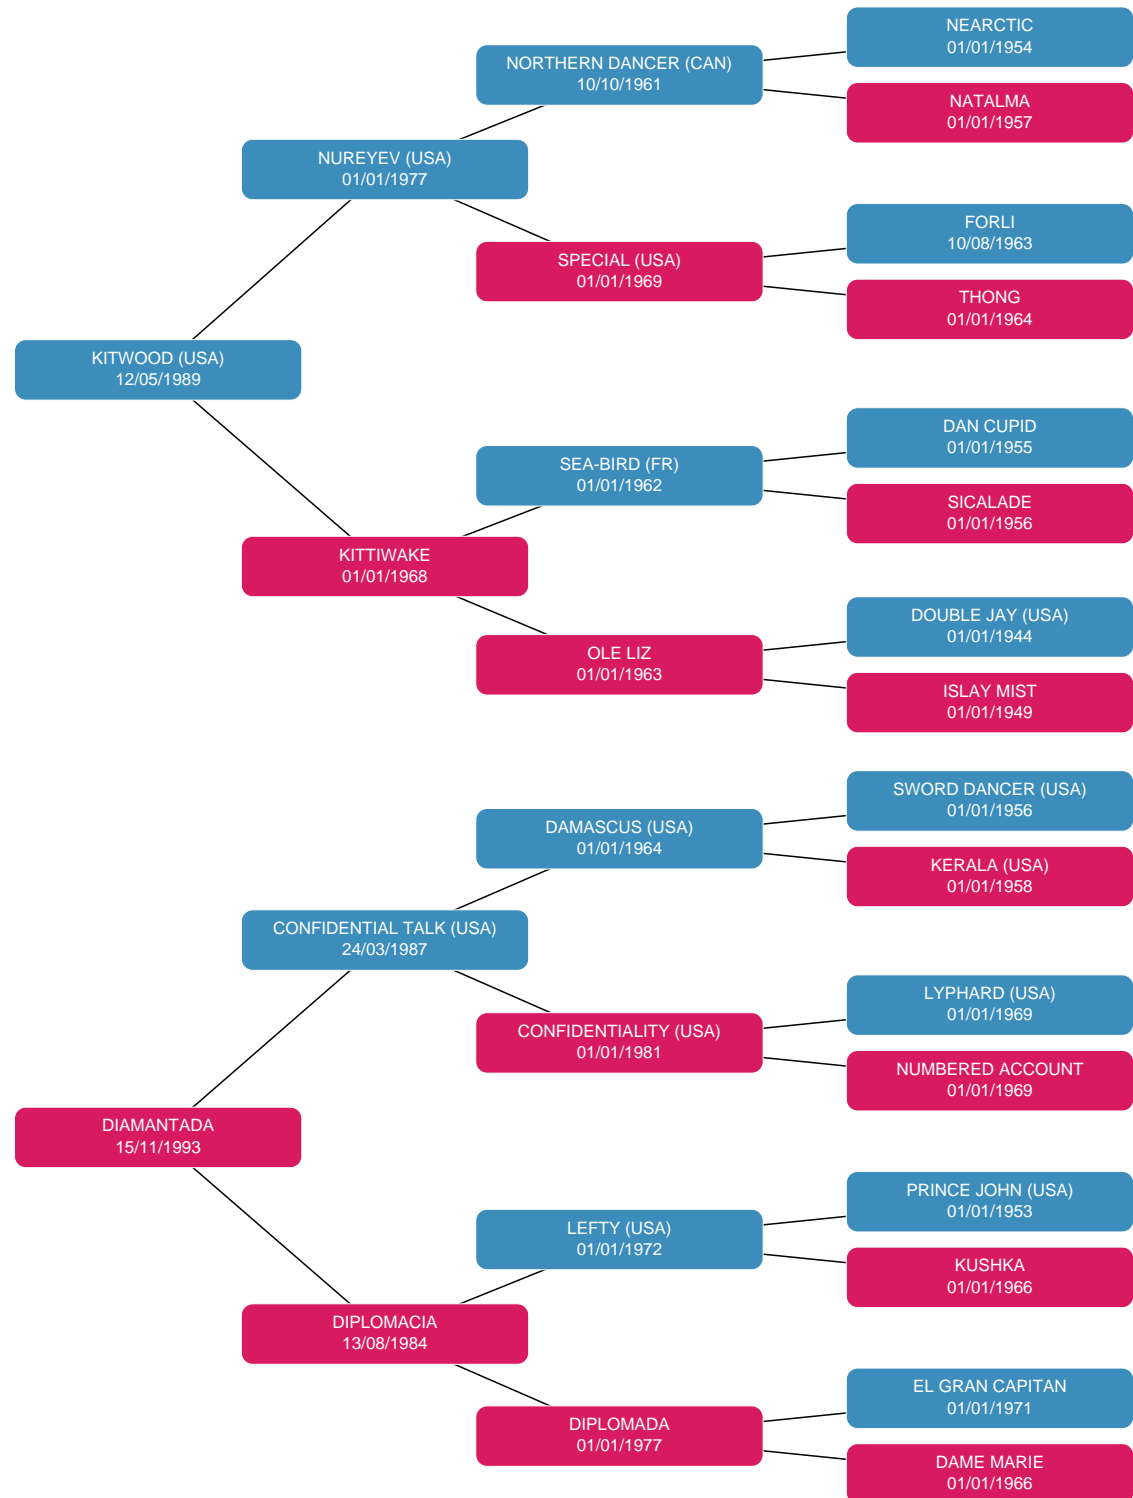 NEARCTIC
01/01/1954
NORTHERN DANCER (CAN)
10/10/1961
NATALMA
01/01/1957
NUREYEV (USA)
01/01/1977
FORLI
10/08/1963
SPECIAL (USA)
01/01/1969
THONG
01/01/1964
KITWOOD (USA)
12/05/1989
DAN CUPID
01/01/1955
SEA-BIRD (FR)
01/01/1962
SICALADE
01/01/1956
KITTIWAKE
01/01/1968
DOUBLE JAY (USA)
01/01/1944
OLE LIZ
01/01/1963
ISLAY MIST
01/01/1949
SWORD DANCER (USA)
01/01/1956
DAMASCUS (USA)
01/01/1964
KERALA (USA)
01/01/1958
CONFIDENTIAL TALK (USA)
24/03/1987
LYPHARD (USA)
01/01/1969
CONFIDENTIALITY (USA)
01/01/1981
NUMBERED ACCOUNT
01/01/1969
DIAMANTADA
15/11/1993
PRINCE JOHN (USA)
01/01/1953
LEFTY (USA)
01/01/1972
KUSHKA
01/01/1966
DIPLOMACIA
13/08/1984
EL GRAN CAPITAN
01/01/1971
DIPLOMADA
01/01/1977
DAME MARIE
01/01/1966